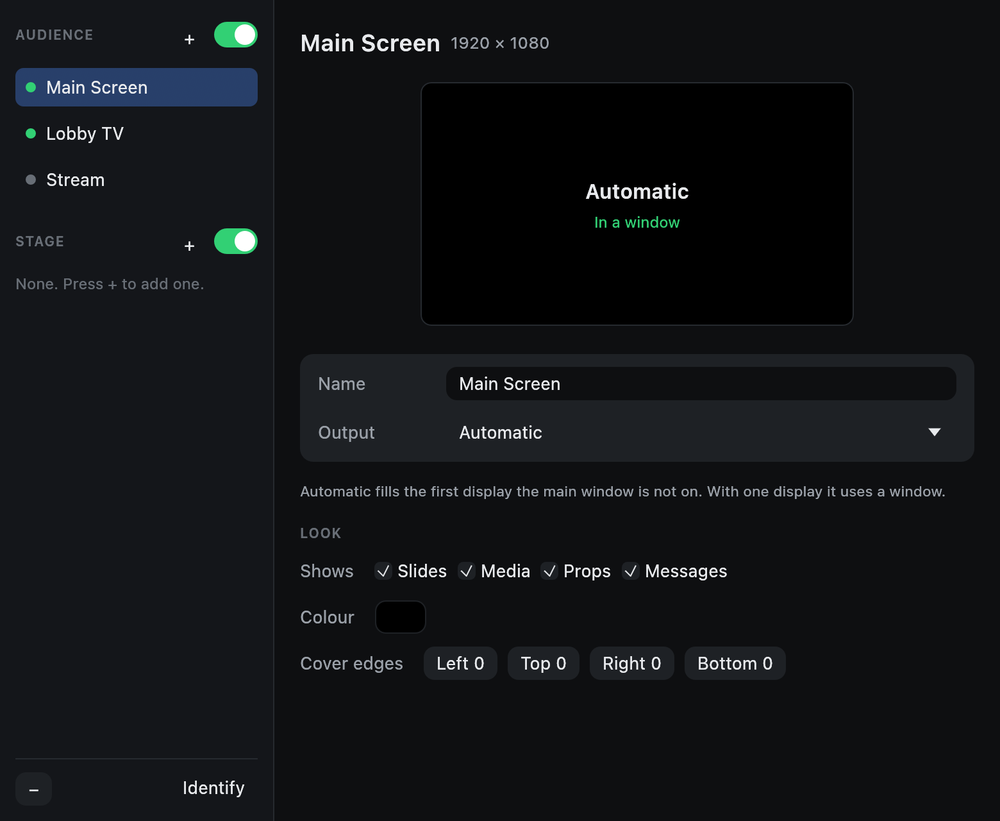 AUDIENCE +
Main Screen
Lobby TV
Stream
STAGE +
None. Press + to add one.
– Identify
Main Screen 1920 × 1080
Automatic
In a window
Name Main Screen
Output Automatic
Automatic fills the first display the main window is not on. With one display it uses a window.
LOOK
Shows Slides Media Props Messages
Colour
Cover edges Left 0 Top 0 Right 0 Bottom 0